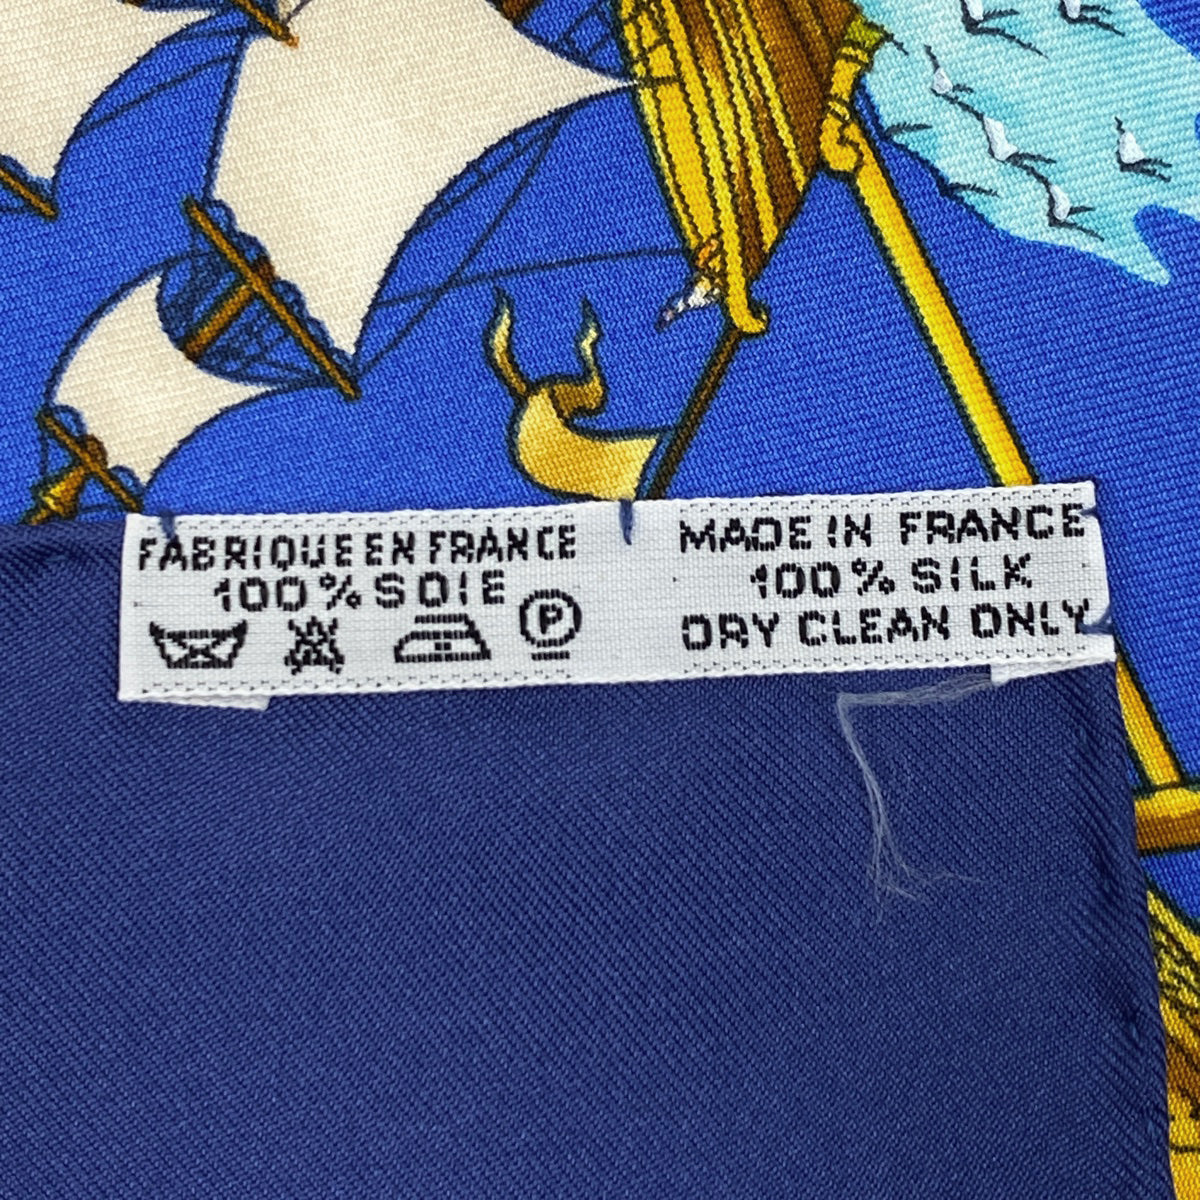 FABRIQUE EN FRANCE
100% SOIE
P
MADE IN FRANCE
100% SILK
DRY CLEAN ONLY